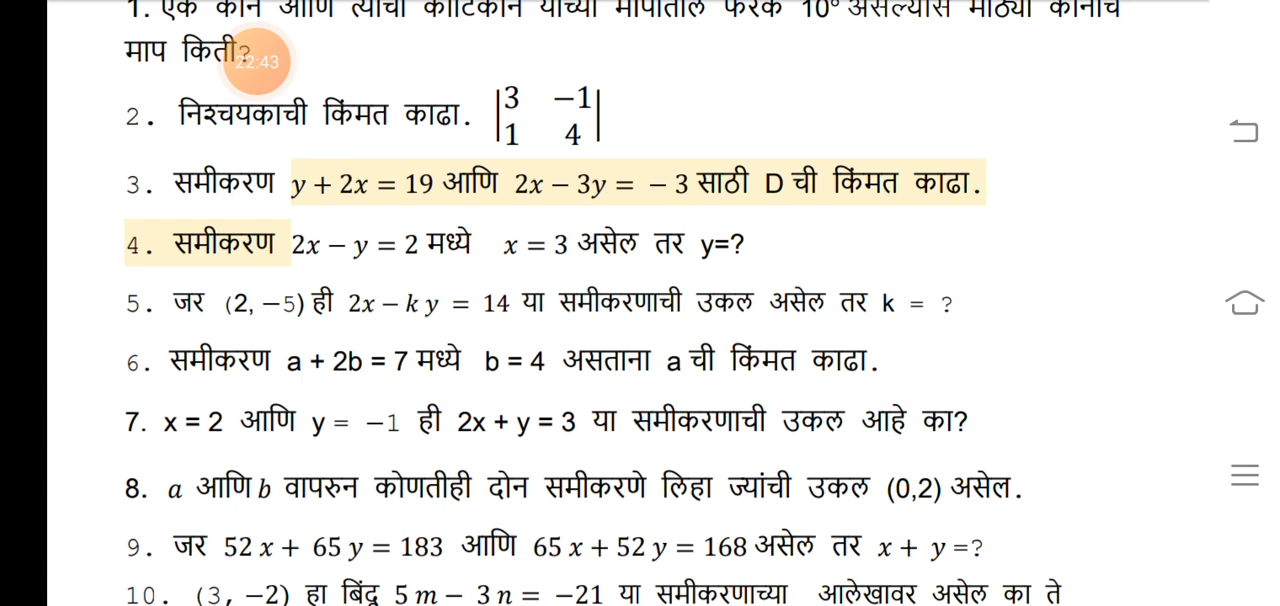 1. एक कोन आणि त्याचा कोटिकोन यांच्या मापातील फरक 10° असल्यास मोठ्या कोनाचे
माप किती?
22:43
2. निश्चयकाची किंमत काढा. |3 −1|
|1 4|
3. समीकरण y + 2x = 19 आणि 2x − 3y = − 3 साठी D ची किंमत काढा.
4. समीकरण 2x − y = 2 मध्ये x = 3 असेल तर y=?
5. जर (2, −5) ही 2x − k y = 14 या समीकरणाची उकल असेल तर k = ?
6. समीकरण a + 2b = 7 मध्ये b = 4 असताना a ची किंमत काढा.
7. x = 2 आणि y = −1 ही 2x + y = 3 या समीकरणाची उकल आहे का?
8. a आणि b वापरुन कोणतीही दोन समीकरणे लिहा ज्यांची उकल (0,2) असेल.
9. जर 52 x + 65 y = 183 आणि 65 x + 52 y = 168 असेल तर x + y =?
10. (3, −2) हा बिंदू 5 m − 3 n = −21 या समीकरणाच्या आलेखावर असेल का ते